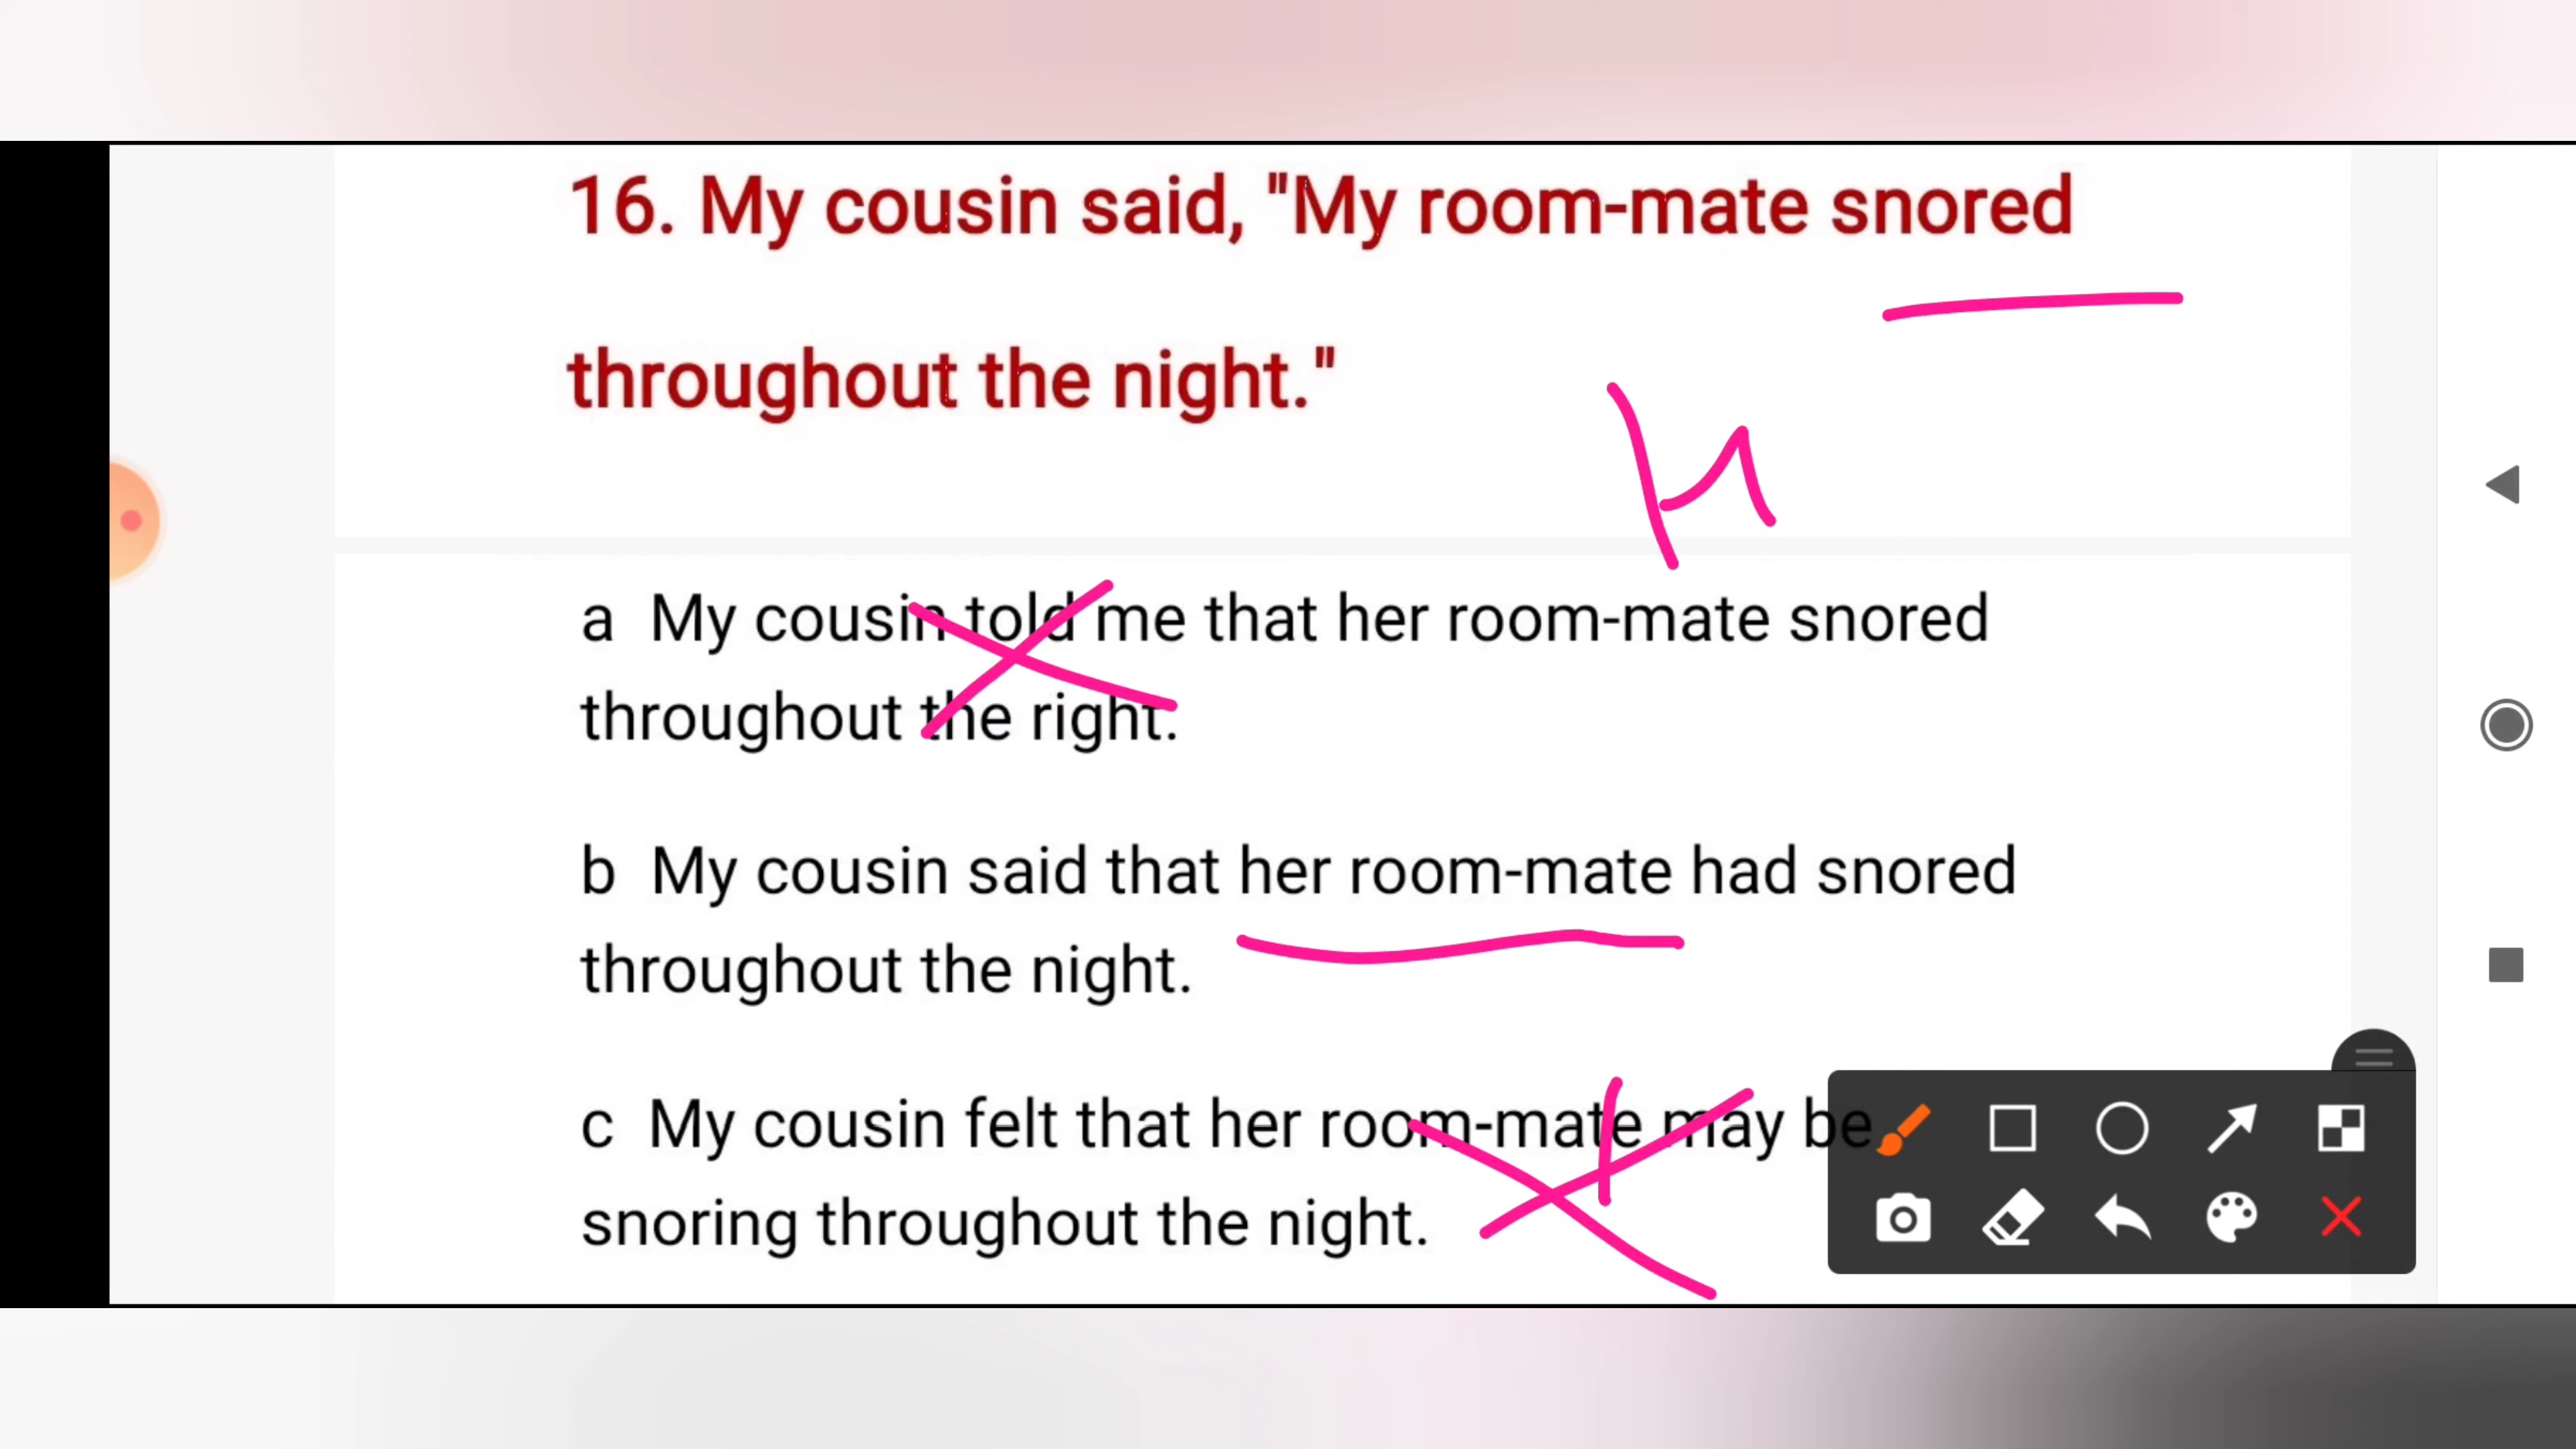 16. My cousin said, "My room-mate snored
throughout the night."
H
a My cousin told me that her room-mate snored
throughout the right.
b My cousin said that her room-mate had snored
throughout the night.
c My cousin felt that her room-mate may be
snoring throughout the night.